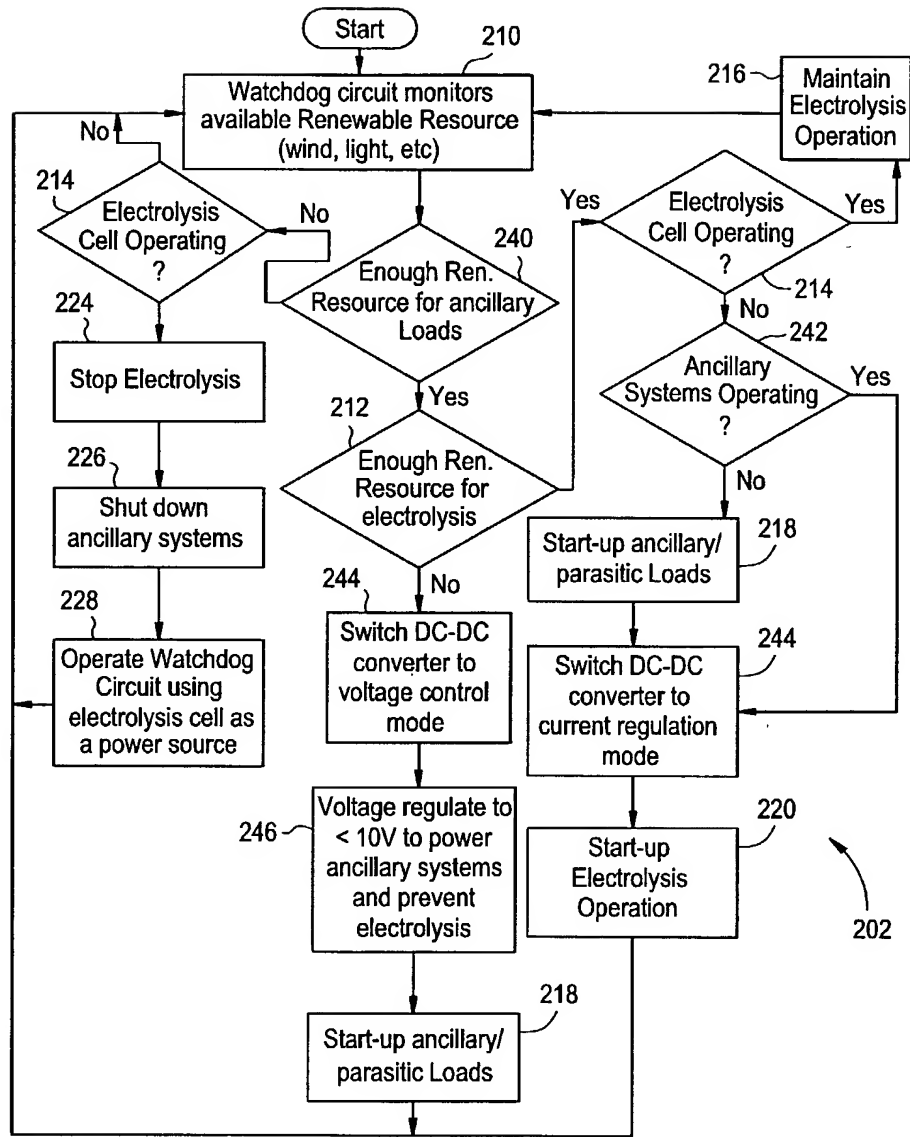 Start
210
Watchdog circuit monitors
available Renewable Resource
(wind, light, etc)
216
Maintain
Electrolysis
Operation
No
214
Electrolysis
Cell Operating
?
No
240
Enough Ren.
Resource for ancillary
Loads
Yes
Electrolysis
Cell Operating
?
Yes
214
No
224
Stop Electrolysis
Yes
212
Enough Ren.
Resource for
electrolysis
242
Ancillary
Systems Operating
?
Yes
No
226
Shut down
ancillary systems
No
218
Start-up ancillary/
parasitic Loads
228
Operate Watchdog
Circuit using
electrolysis cell as
a power source
244
Switch DC-DC
converter to
voltage control
mode
244
Switch DC-DC
converter to
current regulation
mode
246
Voltage regulate to
< 10V to power
ancillary systems
and prevent
electrolysis
220
Start-up
Electrolysis
Operation
202
218
Start-up ancillary/
parasitic Loads